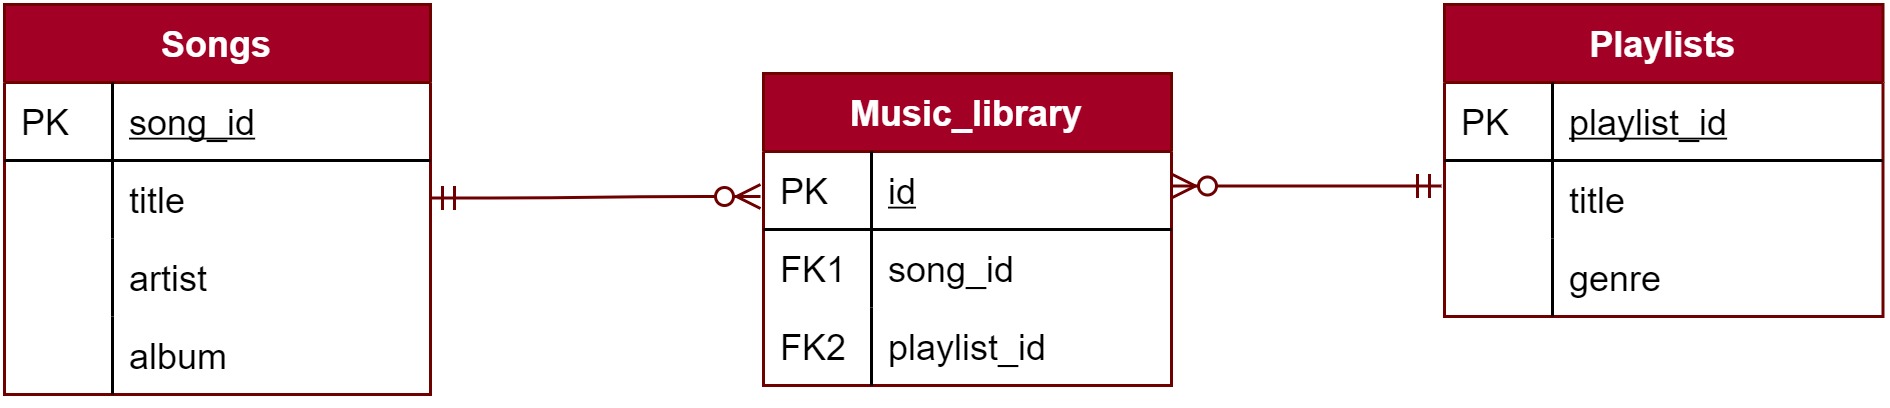 Songs
PK song_id
title
artist
album
Music_library
PK id
FK1 song_id
FK2 playlist_id
Playlists
PK playlist_id
title
genre